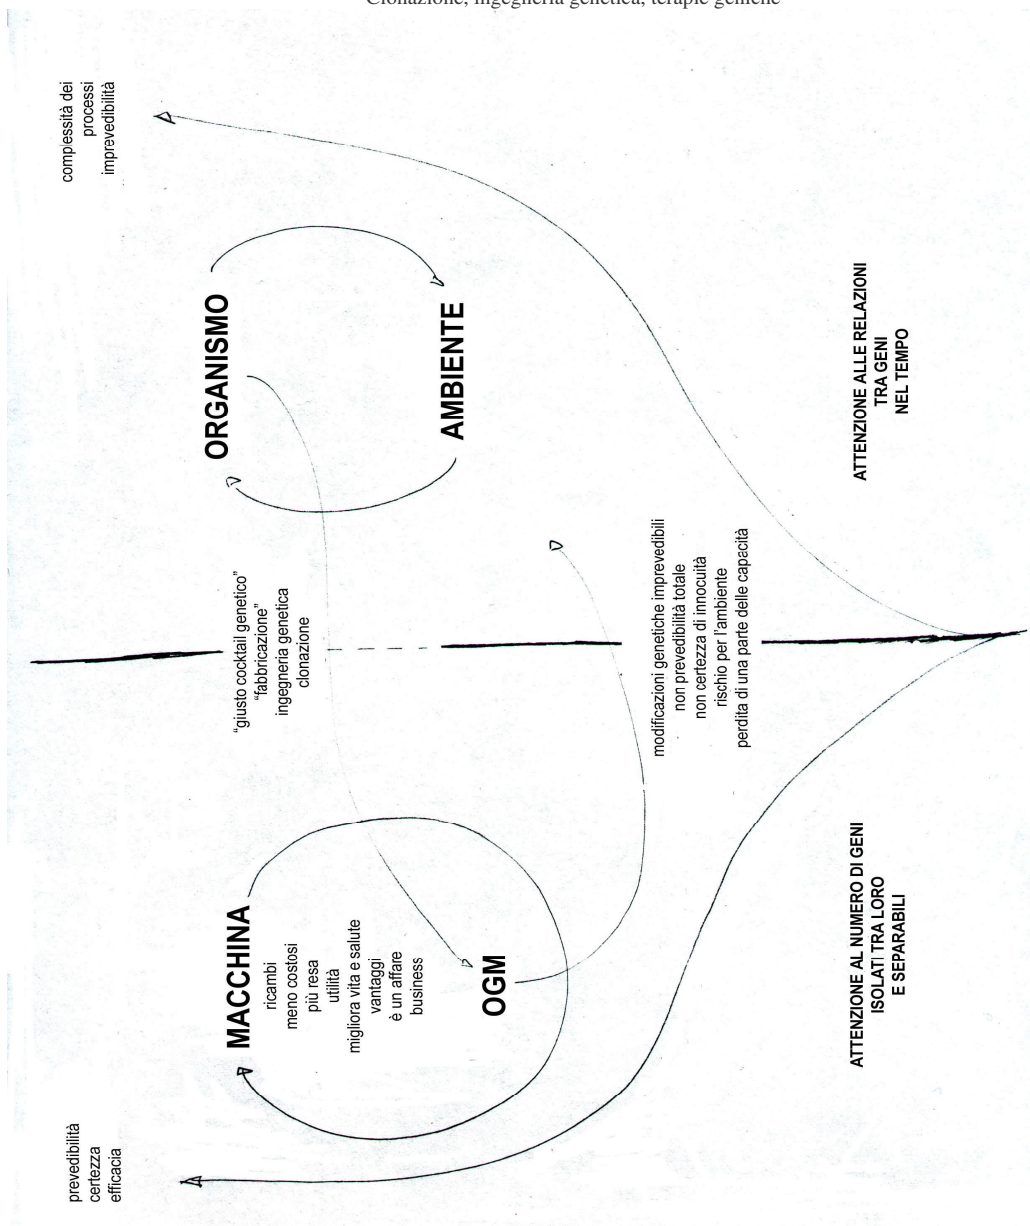 Clonazione, ingegneria genetica, terapie geniche
prevedibilità
certezza
efficacia
complessità dei
processi
imprevedibilità
MACCHINA
ricambi
meno costosi
più resa
utilità
migliora vita e salute
vantaggi
è un affare
business
OGM
"giusto cocktail genetico"
"fabbricazione"
ingegneria genetica
clonazione
ORGANISMO
AMBIENTE
modificazioni genetiche imprevedibili
non prevedibilità totale
non certezza di innocuità
rischio per l'ambiente
perdita di una parte delle capacità
ATTENZIONE AL NUMERO DI GENI
ISOLATI TRA LORO
E SEPARABILI
ATTENZIONE ALLE RELAZIONI
TRA GENI
NEL TEMPO